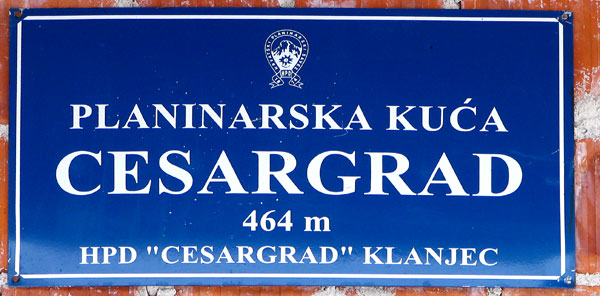 PLANINARSKA KUĆA
CESARGRAD
464 m
HPD "CESARGRAD" KLANJEC